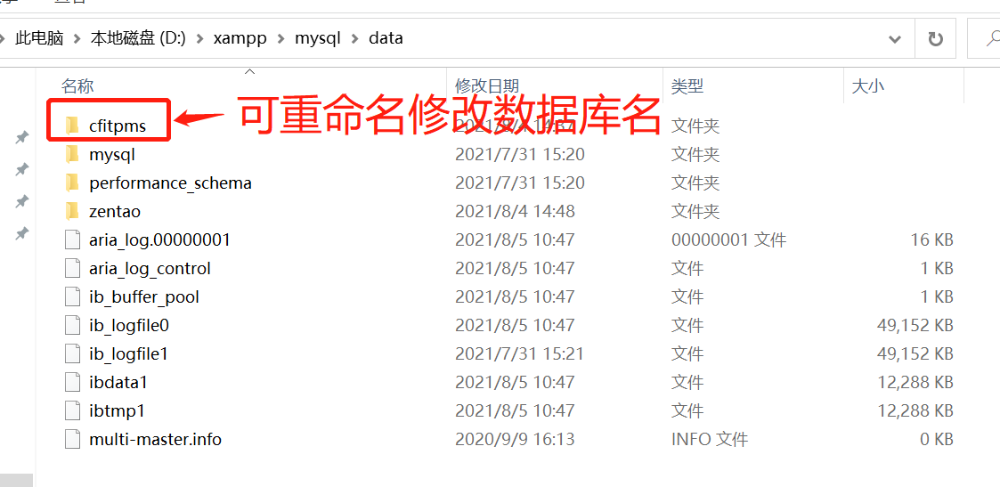 此电脑 > 本地磁盘 (D:) > xampp > mysql > data
名称 修改日期 类型 大小
可重命名修改数据库名
cfitpms 2021/8/4 14:37 文件夹
mysql 2021/7/31 15:20 文件夹
performance_schema 2021/7/31 15:20 文件夹
zentao 2021/8/4 14:48 文件夹
aria_log.00000001 2021/8/5 10:47 00000001 文件 16 KB
aria_log_control 2021/8/5 10:47 文件 1 KB
ib_buffer_pool 2021/8/5 10:47 文件 1 KB
ib_logfile0 2021/8/5 10:47 文件 49,152 KB
ib_logfile1 2021/7/31 15:21 文件 49,152 KB
ibdata1 2021/8/5 10:47 文件 12,288 KB
ibtmp1 2021/8/5 10:47 文件 12,288 KB
multi-master.info 2020/9/9 16:13 INFO 文件 0 KB